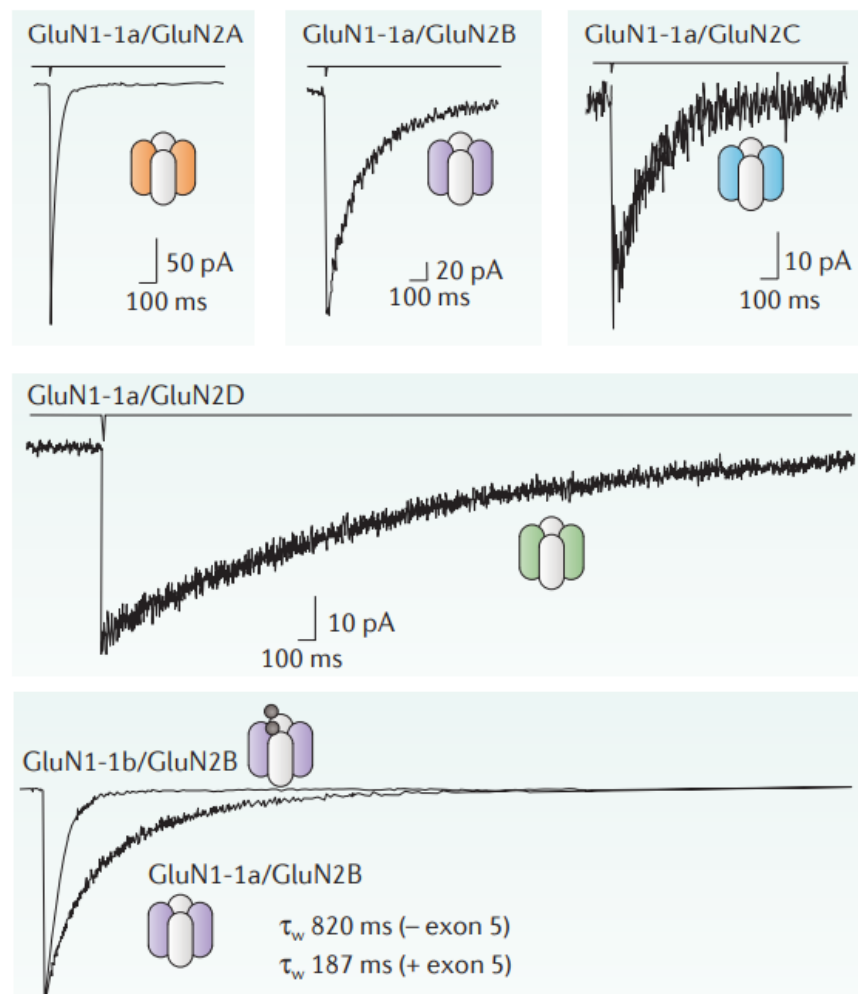 GluN1-1a/GluN2A
50 pA
100 ms
GluN1-1a/GluN2B
20 pA
100 ms
GluN1-1a/GluN2C
10 pA
100 ms
GluN1-1a/GluN2D
10 pA
100 ms
GluN1-1b/GluN2B
GluN1-1a/GluN2B
τw 820 ms (– exon 5)
τw 187 ms (+ exon 5)